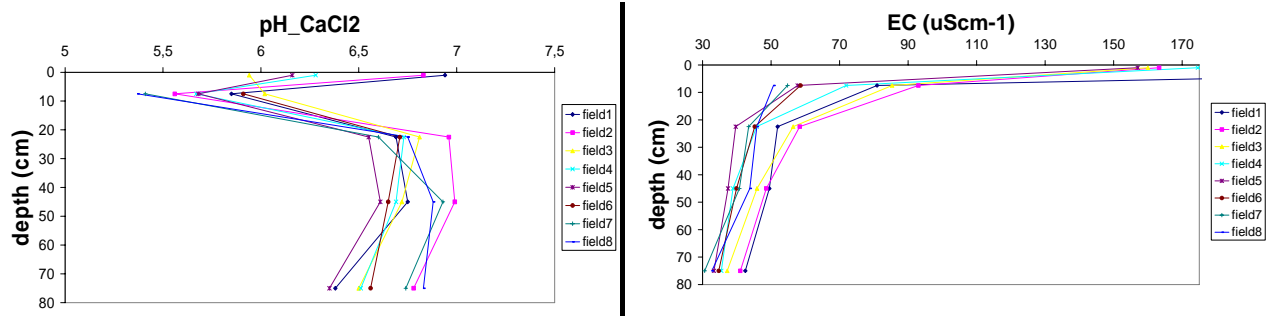 pH_CaCl2
5 5,5 6 6,5 7 7,5
0
10
20
30
40
50
60
70
80
depth (cm)
field1
field2
field3
field4
field5
field6
field7
field8
EC (uScm-1)
30 50 70 90 110 130 150 170
0
10
20
30
40
50
60
70
80
depth (cm)
field1
field2
field3
field4
field5
field6
field7
field8